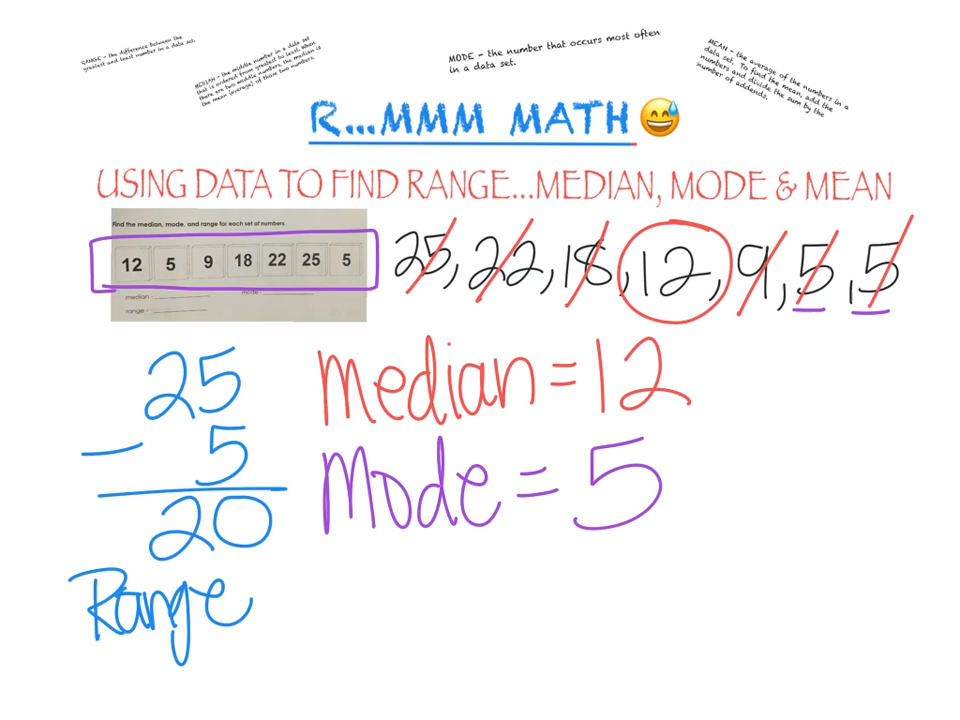 RANGE - the difference between the
greatest and least number in a data set.
MEDIAN - the middle number in a data set
that is ordered from greatest to least. When
there are two middle numbers, the median is
the mean (average) of those two numbers.
MODE - the number that occurs most often
in a data set.
MEAN - the average of the numbers in a
data set. To find the mean, add the
numbers and divide the sum by the
number of addends.
R...MMM MATH😅
USING DATA TO FIND RANGE...MEDIAN, MODE & MEAN
Find the median, mode, and range for each set of numbers.
12 5 9 18 22 25 5
median - mode -
range -
25, 22, 18, 12, 9, 5, 5
25
- 5
20
Range
Median = 12
Mode = 5